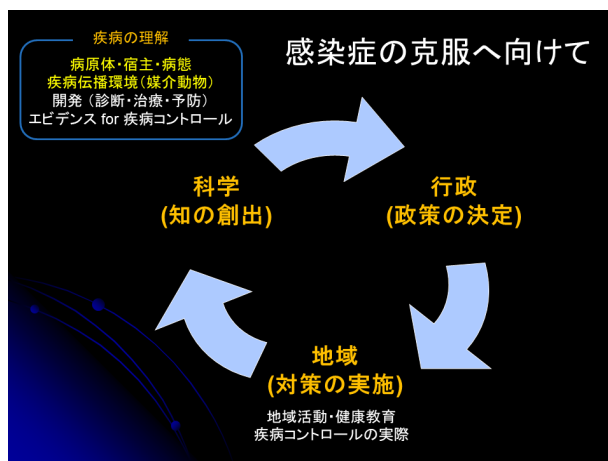 疾病の理解
病原体・宿主・病態
疾病伝播環境(媒介動物)
開発 (診断・治療・予防)
エビデンス for 疾病コントロール
感染症の克服へ向けて
科学
(知の創出)
行政
(政策の決定)
地域
(対策の実施)
地域活動・健康教育
疾病コントロールの実際